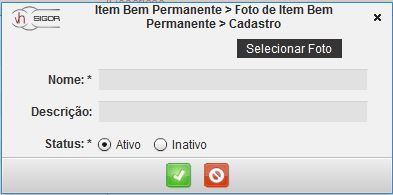 SIGOR
Item Bem Permanente > Foto de Item Bem
Permanente > Cadastro
Selecionar Foto
Nome: *
Descrição:
Status: * Ativo Inativo